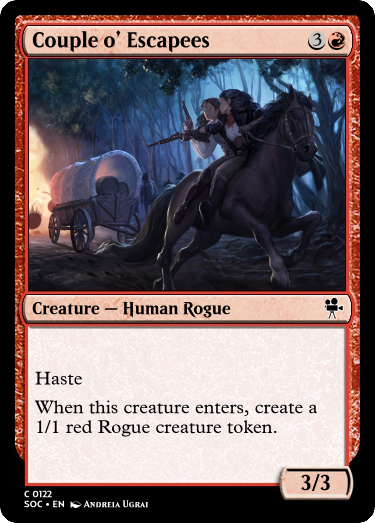 Couple o' Escapees 3
Creature — Human Rogue
Haste
When this creature enters, create a
1/1 red Rogue creature token.
3/3
C 0122
SOC • EN Andreia Ugrai